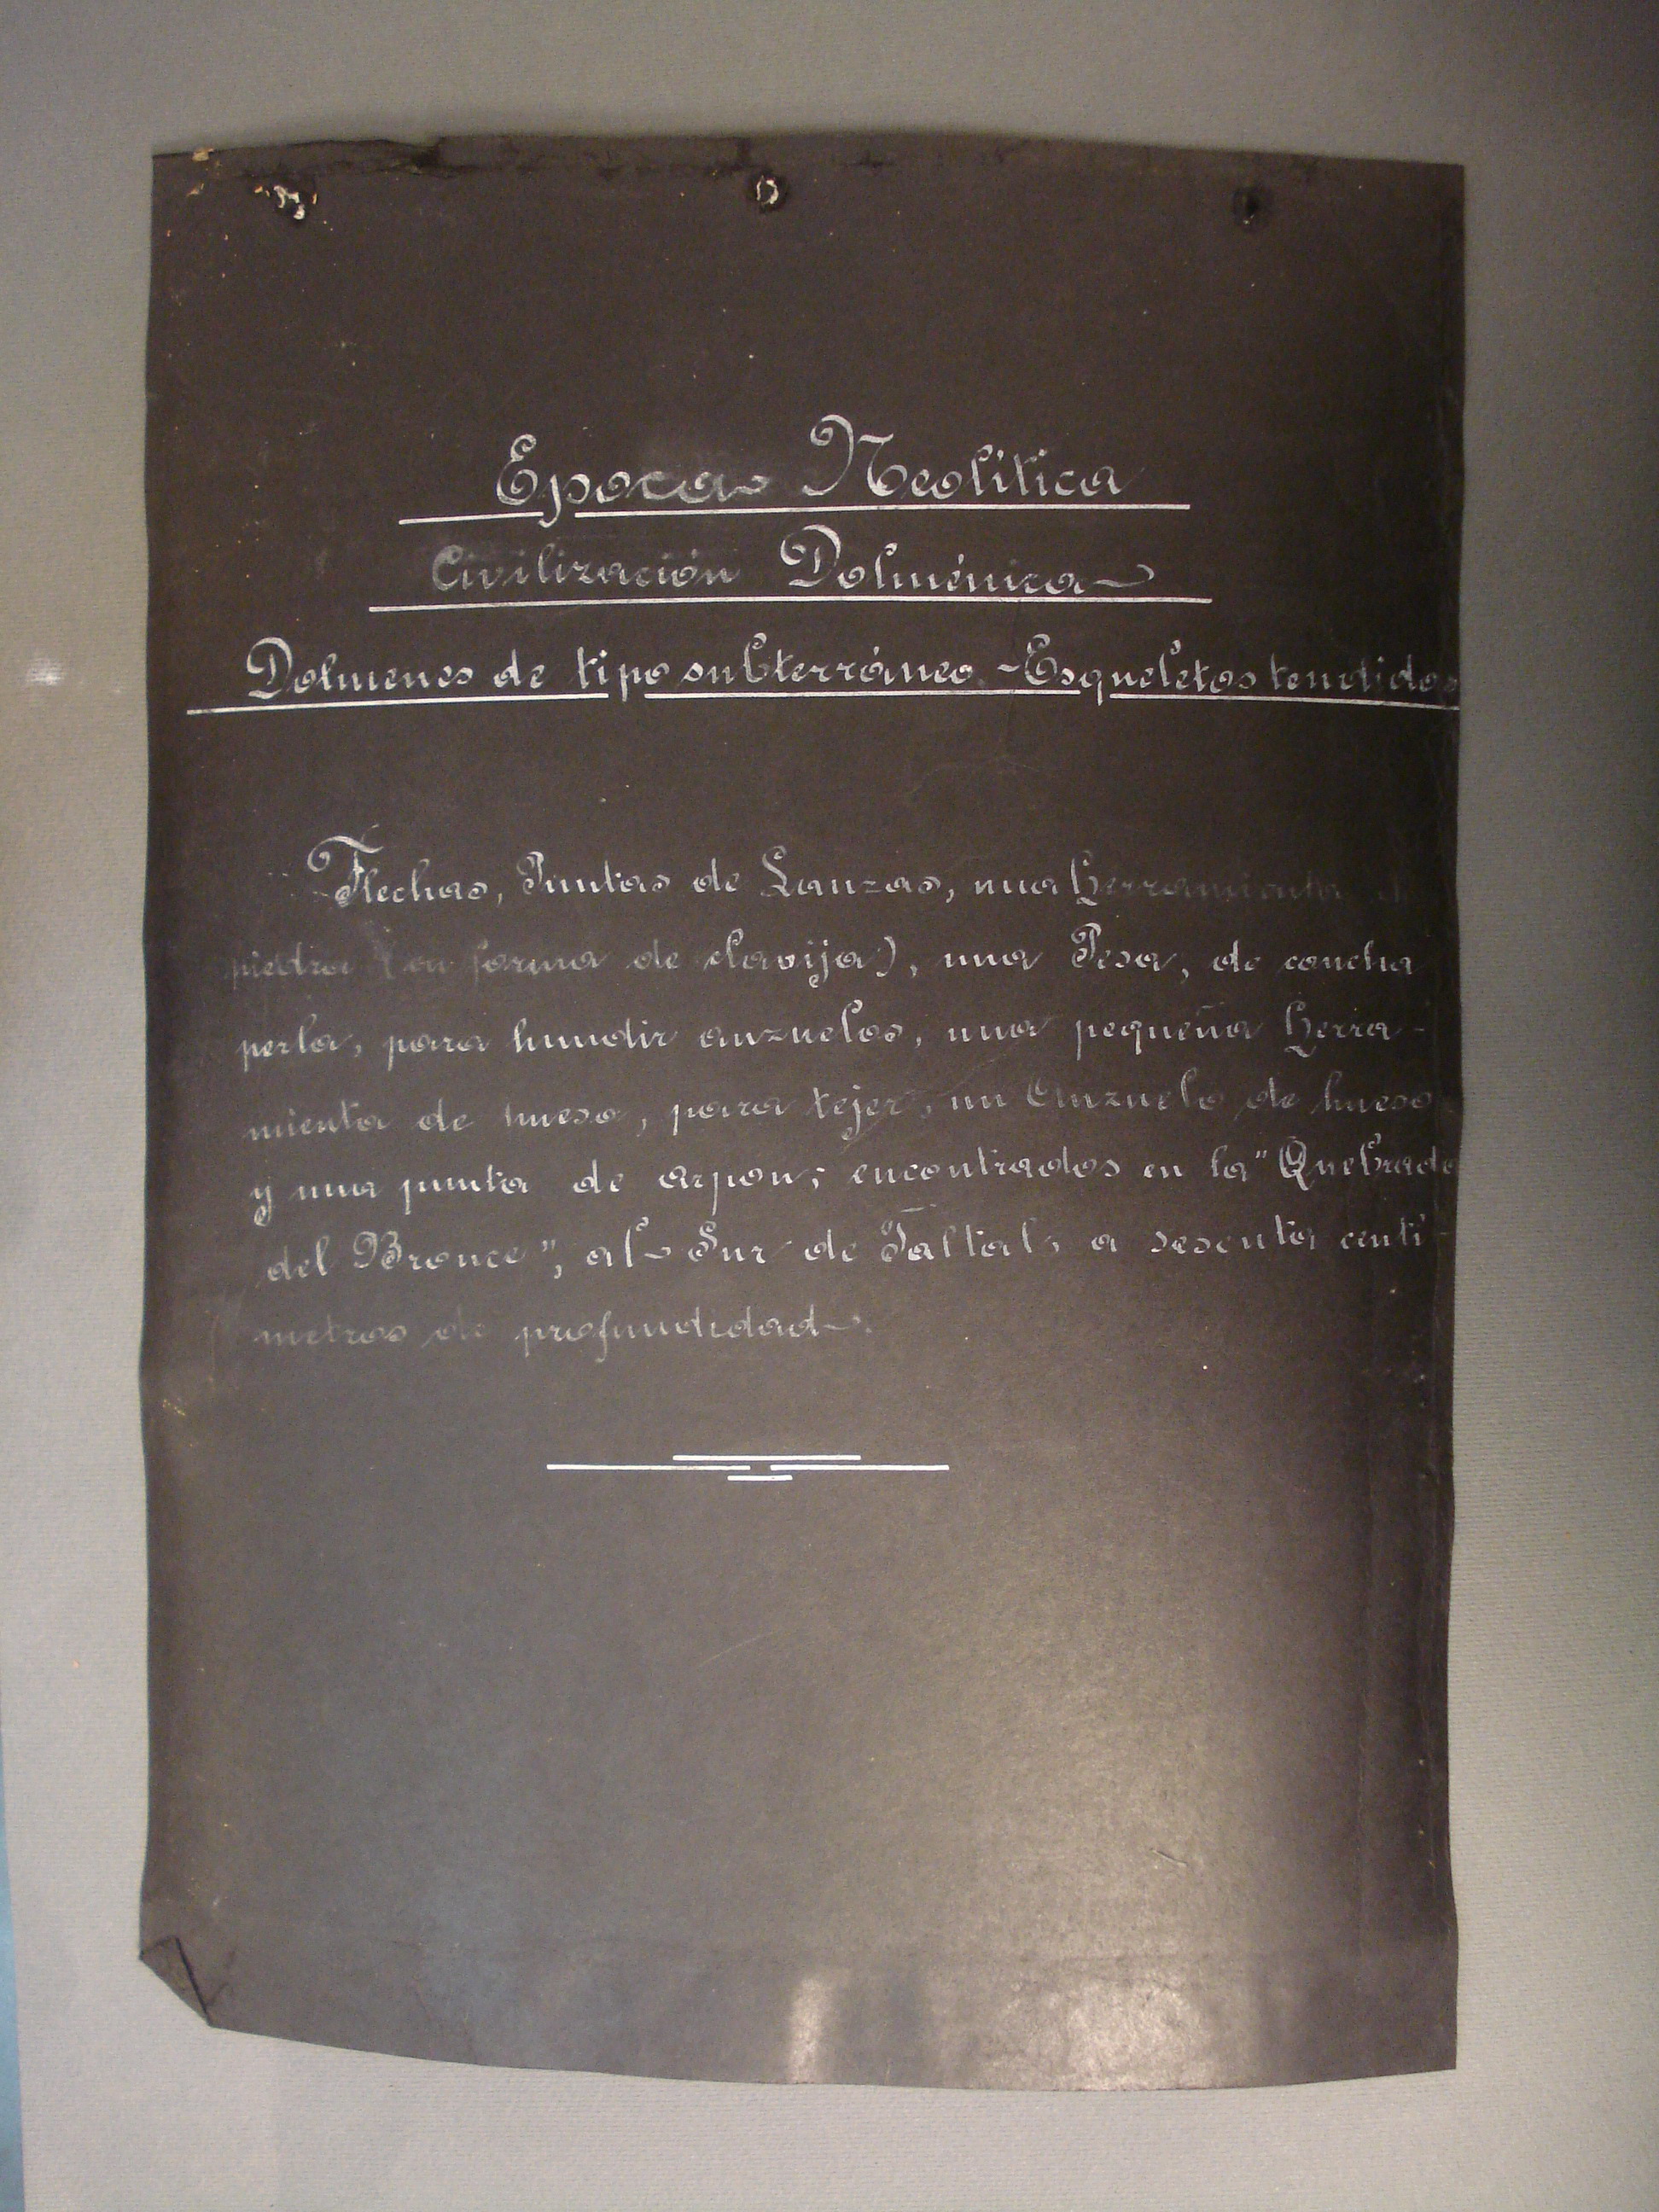 Epoca Neolítica
Civilización Dolménica
Dolmenes de tipo subterráneo.-Esqueletos tendidos
Flechas, Puntas de Lanzas, una herramienta de
piedra (en forma de clavija), una Pesa, de concha
perla, para hundir anzuelos, una pequeña herra-
mienta de hueso, para tejer, un Anzuelo de hueso
y una punta de arpon; encontrados en la "Quebrada
del Bronce", al Sur de Taltal, a sesenta centi-
metros de profundidad.